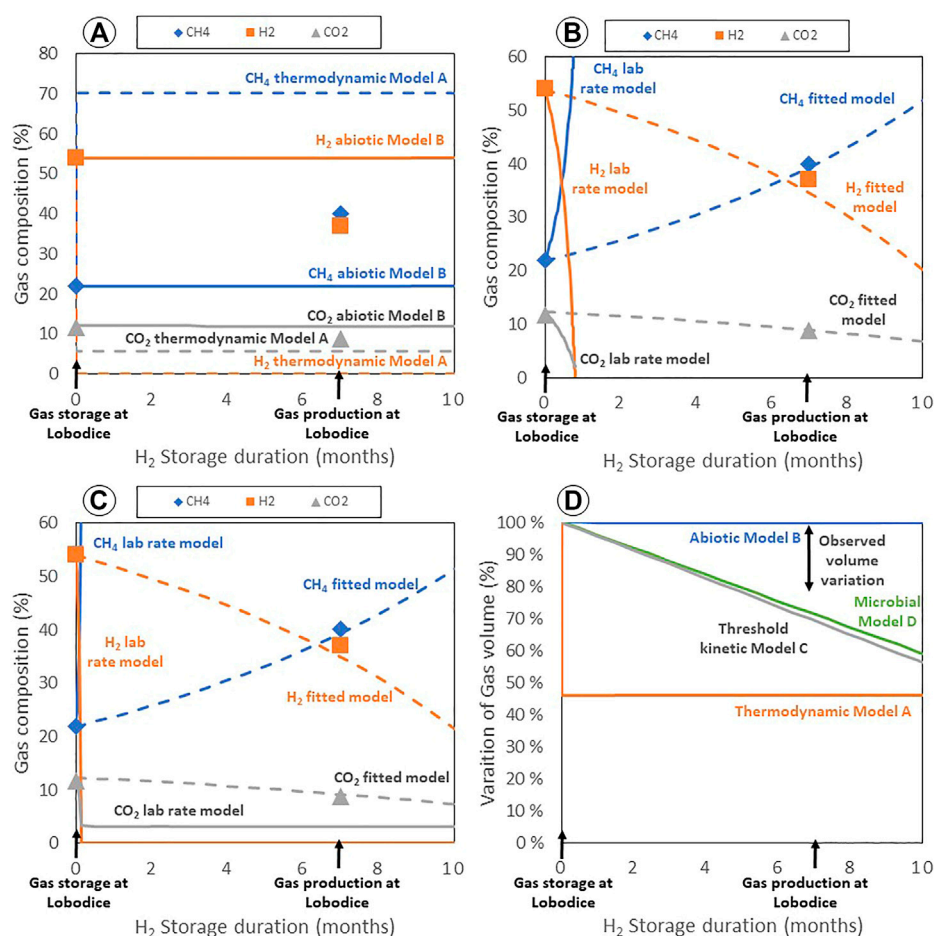 A
CH4 H2 CO2
Gas composition (%)
80
70
60
50
40
30
20
10
0
CH4 thermodynamic Model A
H2 abiotic Model B
CH4 abiotic Model B
CO2 abiotic Model B
CO2 thermodynamic Model A
H2 thermodynamic Model A
0 2 4 6 8 10
Gas storage at
Lobodice
Gas production at
Lobodice
H2 Storage duration (months)
B
CH4 H2 CO2
Gas composition (%)
60
50
40
30
20
10
0
CH4 lab
rate model
CH4 fitted model
H2 lab
rate model
H2 fitted
model
CO2 fitted
model
CO2 lab rate model
0 2 4 6 8 10
Gas storage at
Lobodice
Gas production at
Lobodice
H2 Storage duration (months)
C
CH4 H2 CO2
Gas composition (%)
60
50
40
30
20
10
0
CH4 lab rate model
CH4 fitted model
H2 lab
rate model
H2 fitted model
CO2 fitted model
CO2 lab rate model
0 2 4 6 8 10
Gas storage at
Lobodice
Gas production at
Lobodice
H2 Storage duration (months)
D
Varaition of Gas volume (%)
100 %
90 %
80 %
70 %
60 %
50 %
40 %
30 %
20 %
10 %
0 %
Abiotic Model B
Observed
volume
variation
Microbial
Model D
Threshold
kinetic Model C
Thermodynamic Model A
0 2 4 6 8 10
Gas storage at
Lobodice
Gas production at
Lobodice
H2 Storage duration (months)